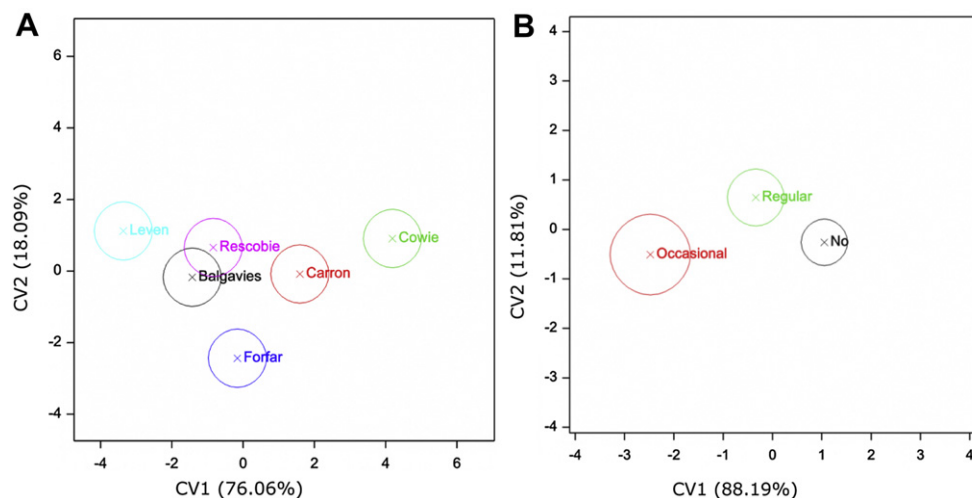 A
6
4
2
0
-2
-4
CV2 (18.09%)
Leven
Rescobie
Cowie
Balgavies
Carron
Forfar
-4 -2 0 2 4 6
CV1 (76.06%)
B
4
3
2
1
0
-1
-2
-3
-4
CV2 (11.81%)
Regular
No
Occasional
-4 -3 -2 -1 0 1 2 3 4
CV1 (88.19%)